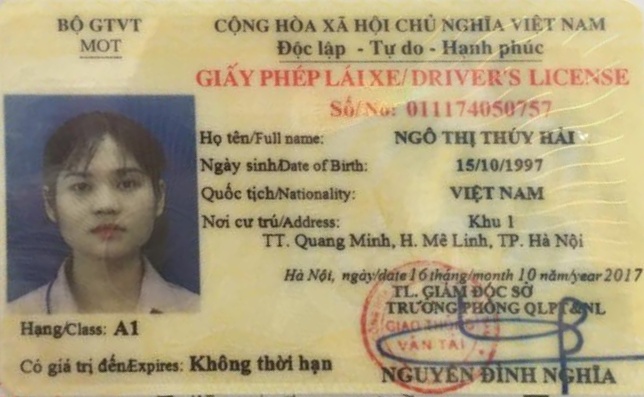 BỘ GTVT
MOT
CỘNG HÒA XÃ HỘI CHỦ NGHĨA VIỆT NAM
Độc lập - Tự do - Hạnh phúc
GIẤY PHÉP LÁI XE/ DRIVER'S LICENSE
Số/No: 011174050757
Họ tên/Full name: NGÔ THỊ THÚY HẢI
Ngày sinh/Date of Birth: 15/10/1997
Quốc tịch/Nationality: VIỆT NAM
Nơi cư trú/Address: Khu 1
TT. Quang Minh, H. Mê Linh, TP. Hà Nội
Hà Nội, ngày/date 16 tháng/month 10 năm/year 2017
TL. GIÁM ĐỐC SỞ
TRƯỞNG PHÒNG QLPT&NL
GIAO THÔNG
VẬN TẢI
NGUYỄN ĐÌNH NGHĨA
Hạng/Class: A1
Có giá trị đến/Expires: Không thời hạn